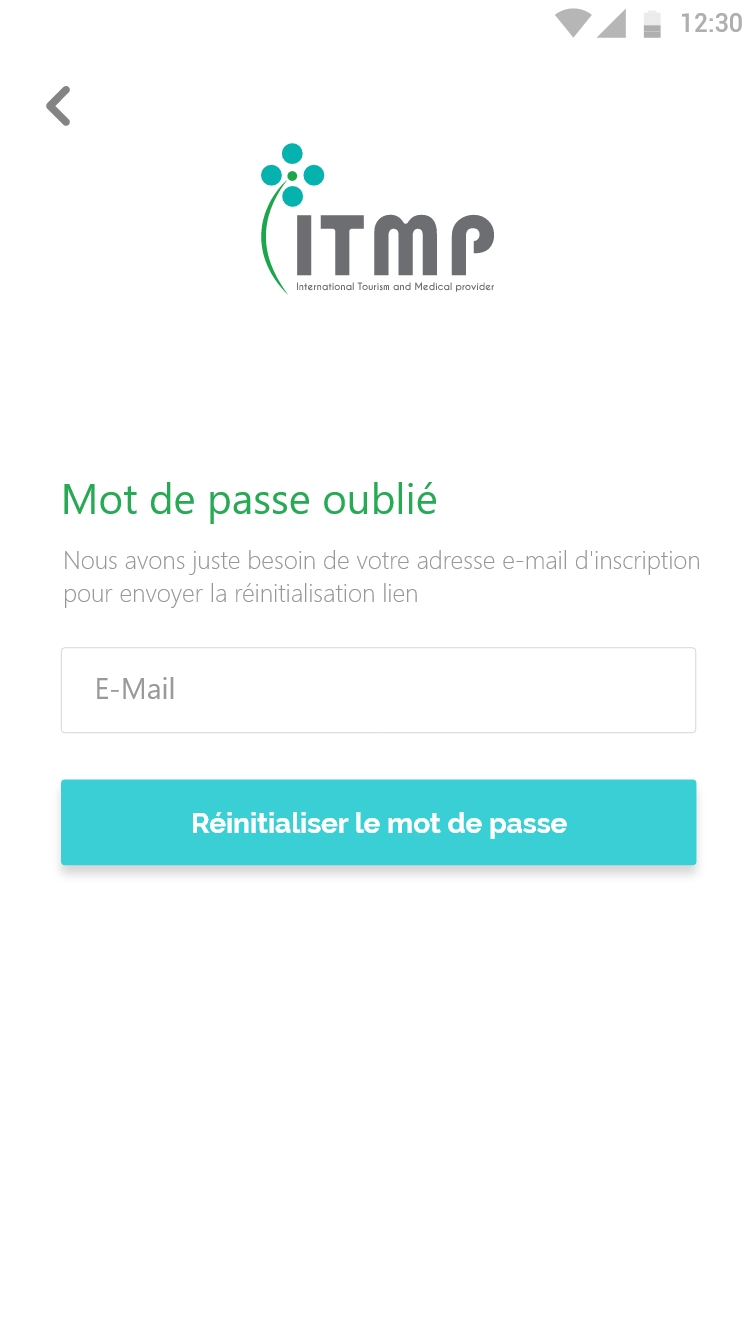 12:30
ITMP
International Tourism and Medical provider
Mot de passe oublié
Nous avons juste besoin de votre adresse e-mail d'inscription
pour envoyer la réinitialisation lien
E-Mail
Réinitialiser le mot de passe